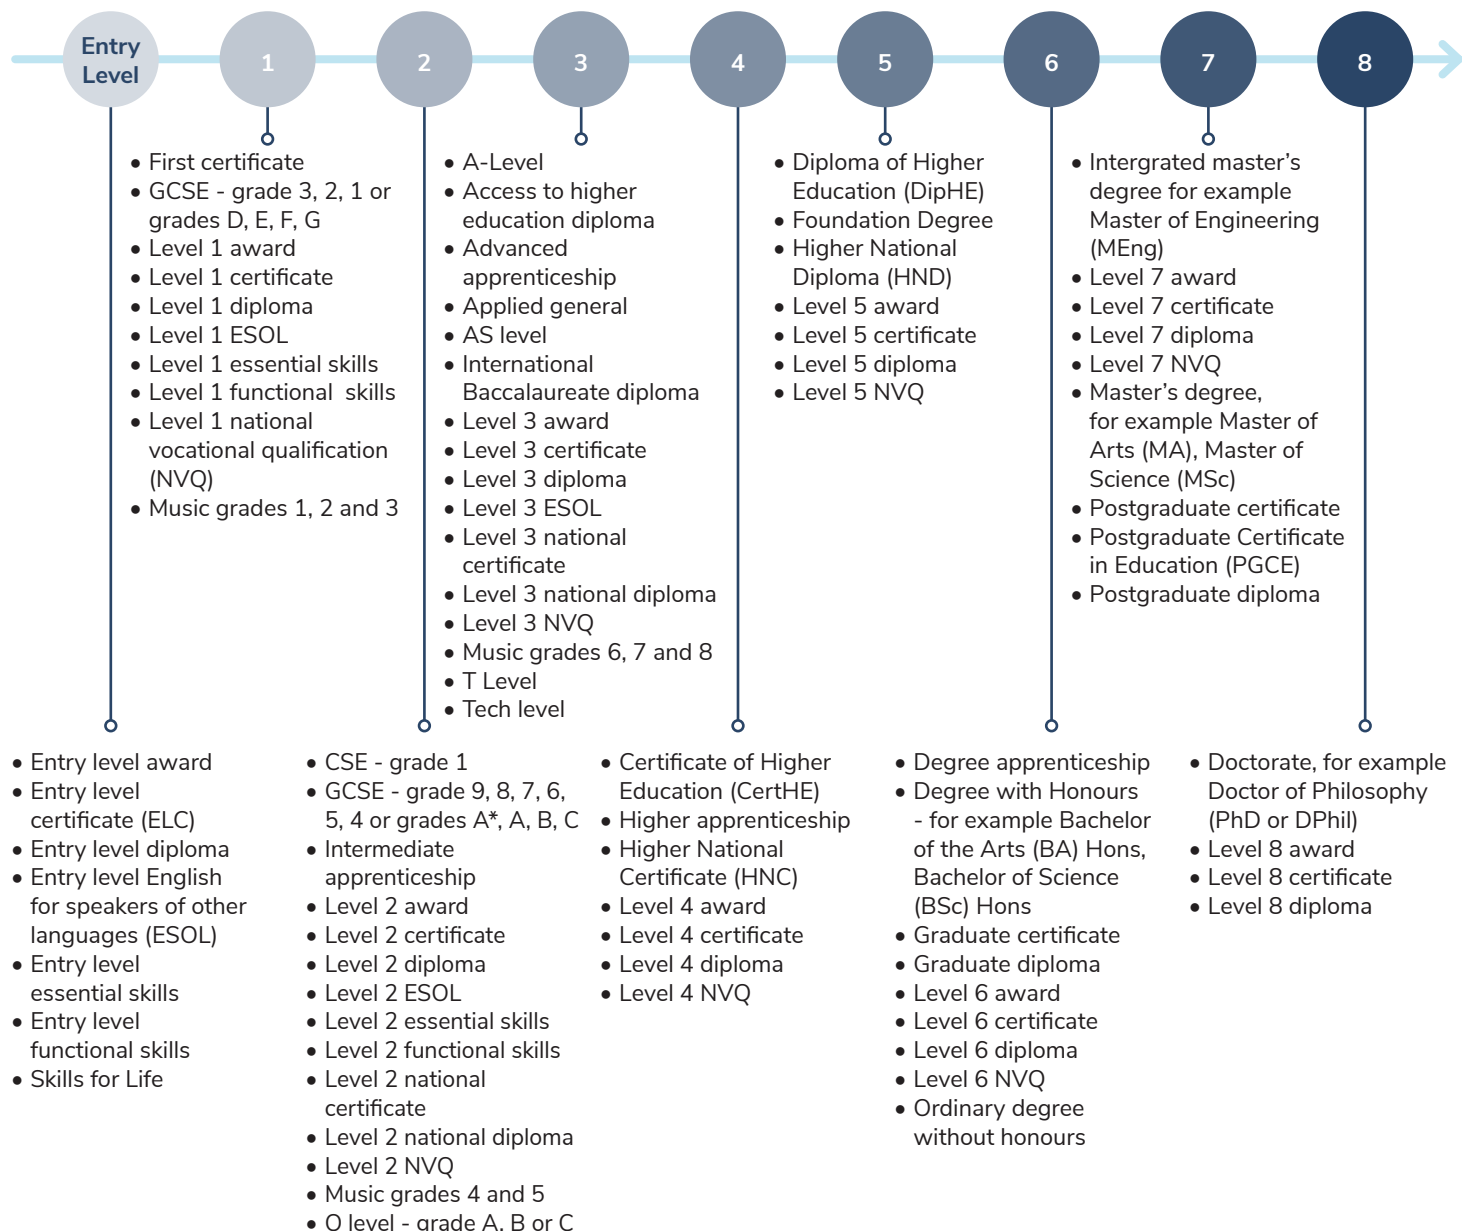 Entry
Level
1
2
3
4
5
6
7
8
• First certificate
• GCSE - grade 3, 2, 1 or
grades D, E, F, G
• Level 1 award
• Level 1 certificate
• Level 1 diploma
• Level 1 ESOL
• Level 1 essential skills
• Level 1 functional  skills
• Level 1 national
vocational qualification
(NVQ)
• Music grades 1, 2 and 3
• A-Level
• Access to higher
education diploma
• Advanced
apprenticeship
• Applied general
• AS level
• International
Baccalaureate diploma
• Level 3 award
• Level 3 certificate
• Level 3 diploma
• Level 3 ESOL
• Level 3 national
certificate
• Level 3 national diploma
• Level 3 NVQ
• Music grades 6, 7 and 8
• T Level
• Tech level
• Diploma of Higher
Education (DipHE)
• Foundation Degree
• Higher National
Diploma (HND)
• Level 5 award
• Level 5 certificate
• Level 5 diploma
• Level 5 NVQ
• Intergrated master’s
degree for example
Master of Engineering
(MEng)
• Level 7 award
• Level 7 certificate
• Level 7 diploma
• Level 7 NVQ
• Master’s degree,
for example Master of
Arts (MA), Master of
Science (MSc)
• Postgraduate certificate
• Postgraduate Certificate
in Education (PGCE)
• Postgraduate diploma
• Entry level award
• Entry level
certificate (ELC)
• Entry level diploma
• Entry level English
for speakers of other
languages (ESOL)
• Entry level
essential skills
• Entry level
functional skills
• Skills for Life
• CSE - grade 1
• GCSE - grade 9, 8, 7, 6,
5, 4 or grades A*, A, B, C
• Intermediate
apprenticeship
• Level 2 award
• Level 2 certificate
• Level 2 diploma
• Level 2 ESOL
• Level 2 essential skills
• Level 2 functional skills
• Level 2 national
certificate
• Level 2 national diploma
• Level 2 NVQ
• Music grades 4 and 5
• O level - grade A, B or C
• Certificate of Higher
Education (CertHE)
• Higher apprenticeship
• Higher National
Certificate (HNC)
• Level 4 award
• Level 4 certificate
• Level 4 diploma
• Level 4 NVQ
• Degree apprenticeship
• Degree with Honours
- for example Bachelor
of the Arts (BA) Hons,
Bachelor of Science
(BSc) Hons
• Graduate certificate
• Graduate diploma
• Level 6 award
• Level 6 certificate
• Level 6 diploma
• Level 6 NVQ
• Ordinary degree
without honours
• Doctorate, for example
Doctor of Philosophy
(PhD or DPhil)
• Level 8 award
• Level 8 certificate
• Level 8 diploma